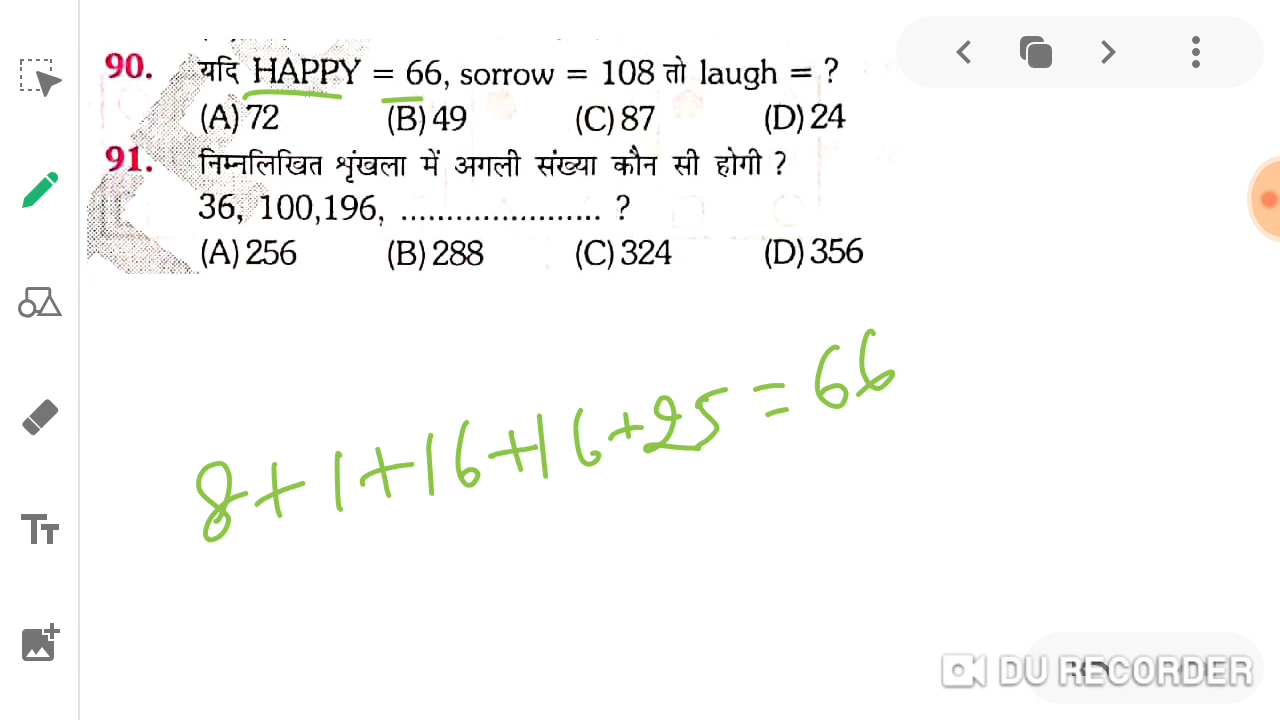 90. यदि HAPPY = 66, sorrow = 108 तो laugh = ?
(A) 72 (B) 49 (C) 87 (D) 24
91. निम्नलिखित शृंखला में अगली संख्या कौन सी होगी ?
36, 100,196, ...................... ?
(A) 256 (B) 288 (C) 324 (D) 356
8+1+16+16+25=66
Tт
DU RECORDER